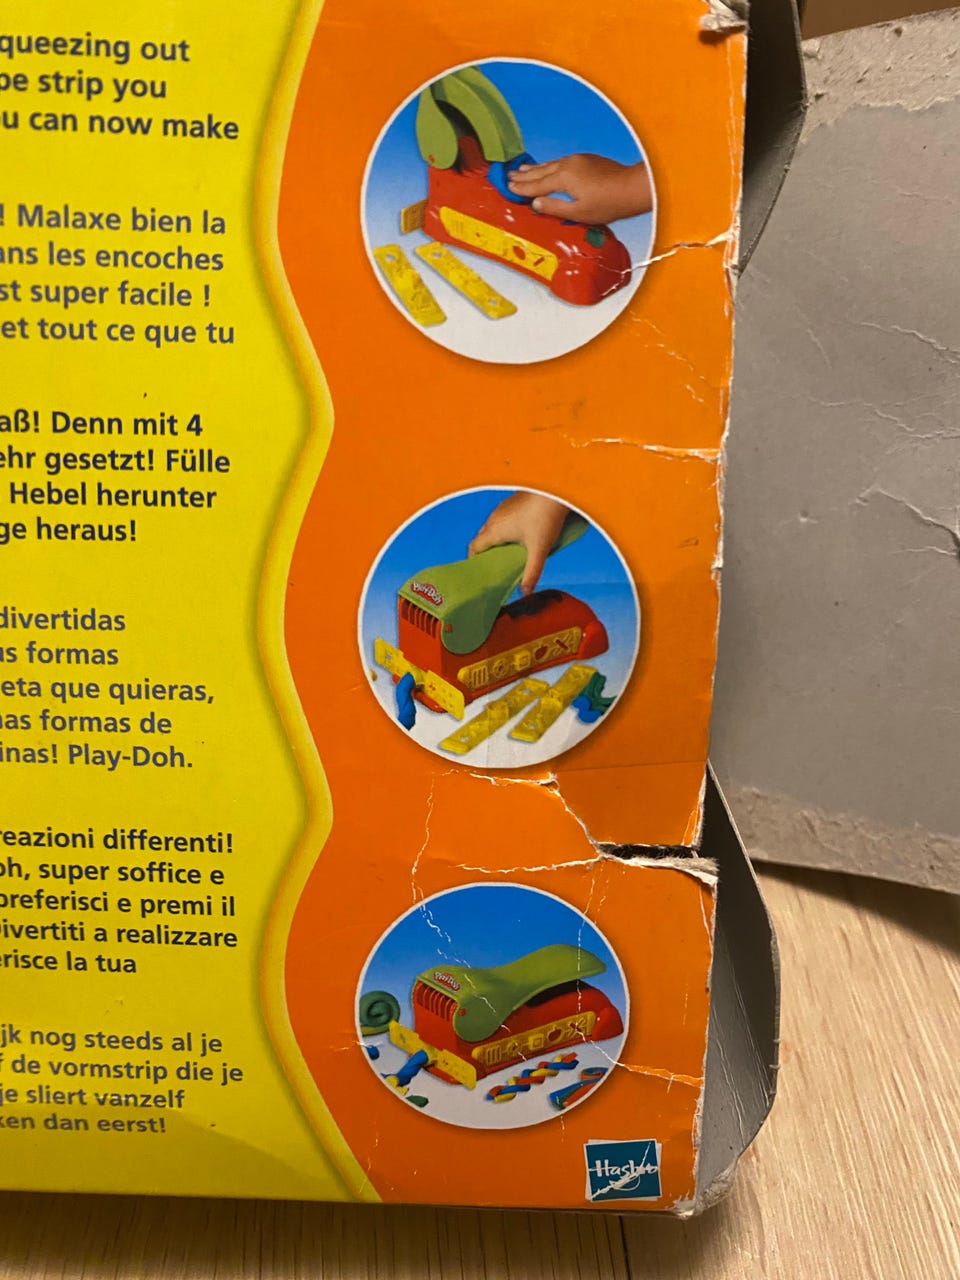 queezing out
pe strip you
u can now make
! Malaxe bien la
ans les encoches
st super facile !
et tout ce que tu
aß! Denn mit 4
ehr gesetzt! Fülle
Hebel herunter
ge heraus!
divertidas
as formas
eta que quieras,
nas formas de
inas! Play-Doh.
reazioni differenti!
oh, super soffice e
preferisci e premi il
ivertiti a realizzare
erisce la tua
jk nog steeds al je
f de vormstrip die je
je sliert vanzelf
ken dan eerst!
Play-Doh
Play-Doh
Hasbro